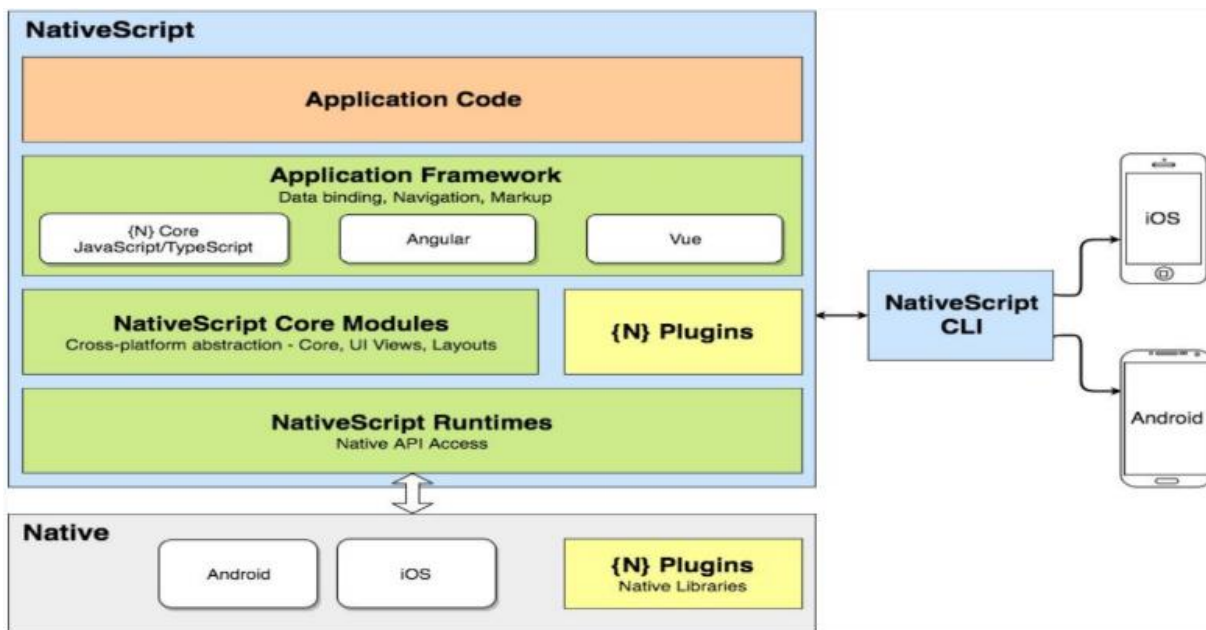 NativeScript
Application Code
Application Framework
Data binding, Navigation, Markup
{N} Core
JavaScript/TypeScript
Angular
Vue
NativeScript Core Modules
Cross-platform abstraction - Core, UI Views, Layouts
{N} Plugins
NativeScript Runtimes
Native API Access
NativeScript
CLI
iOS
Android
Native
Android
iOS
{N} Plugins
Native Libraries